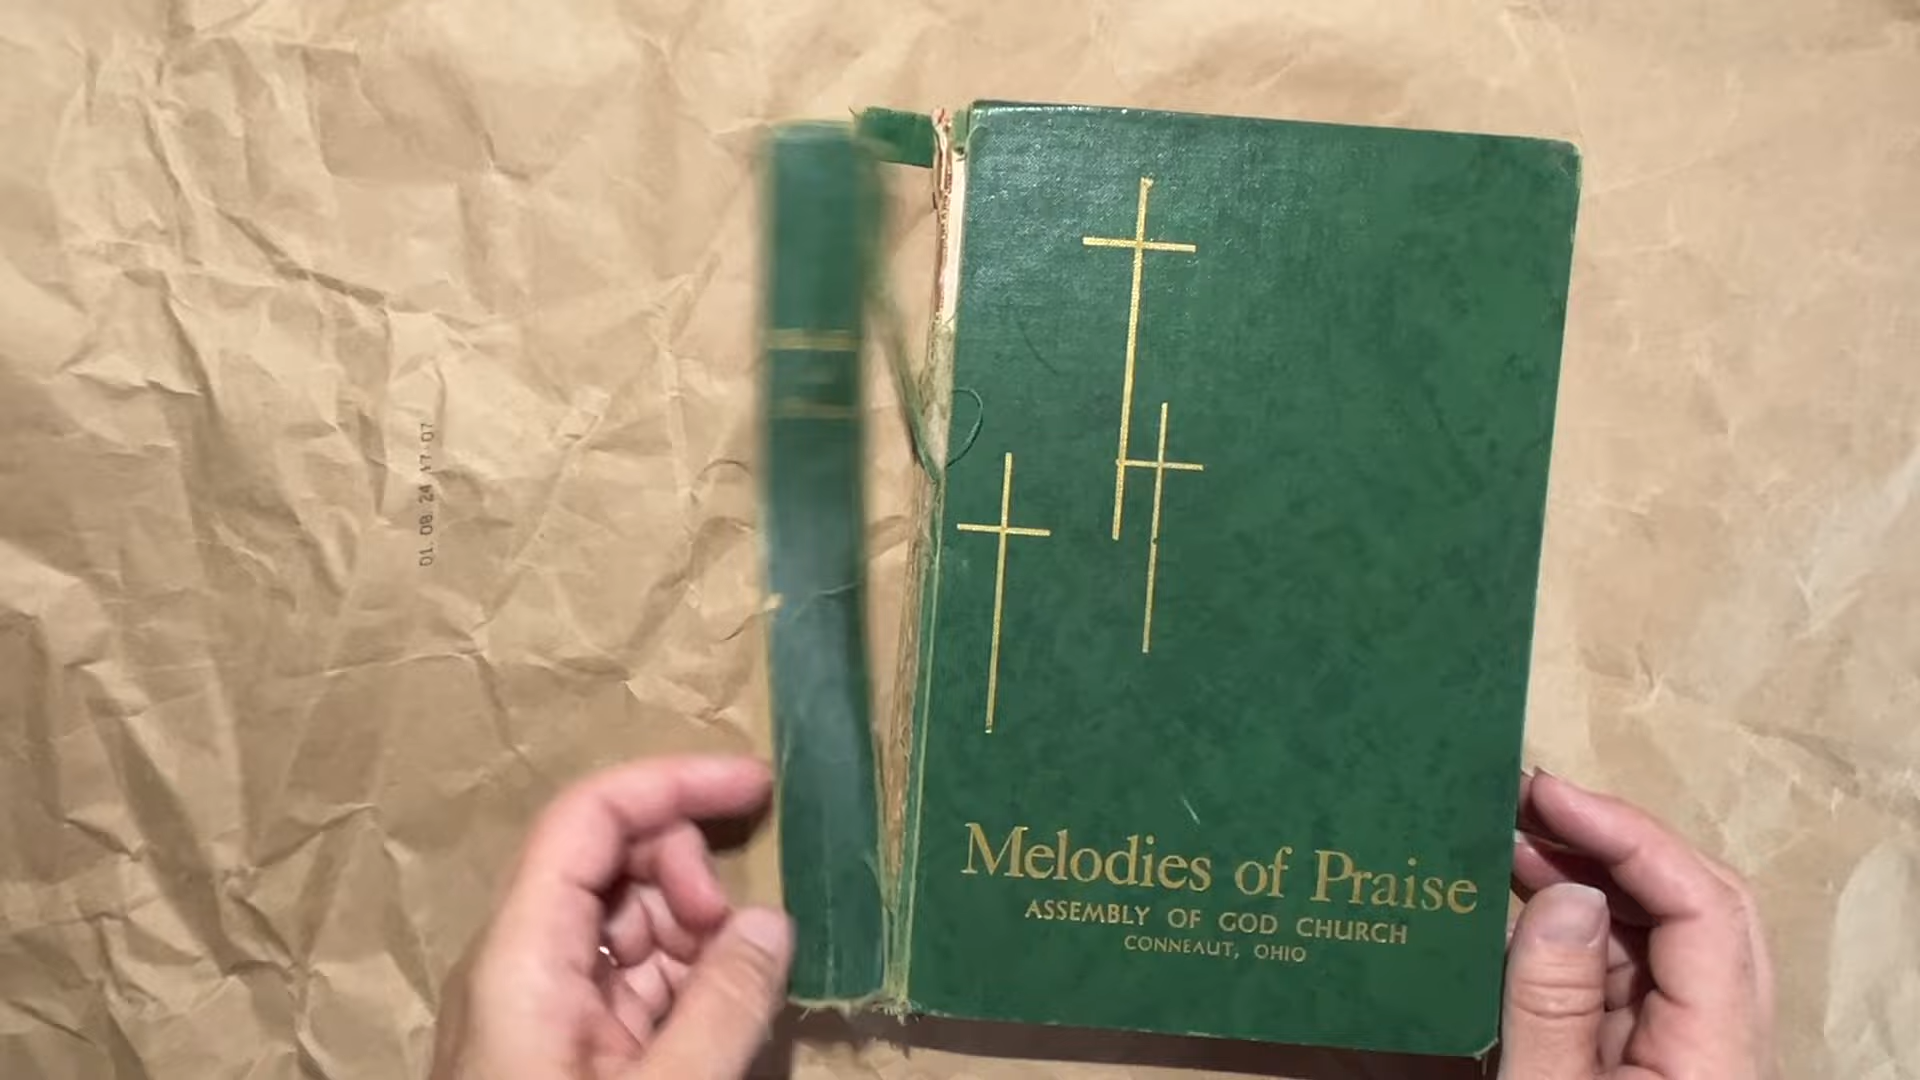 01.08.24 17:07
Melodies of Praise
ASSEMBLY OF GOD CHURCH
CONNEAUT, OHIO